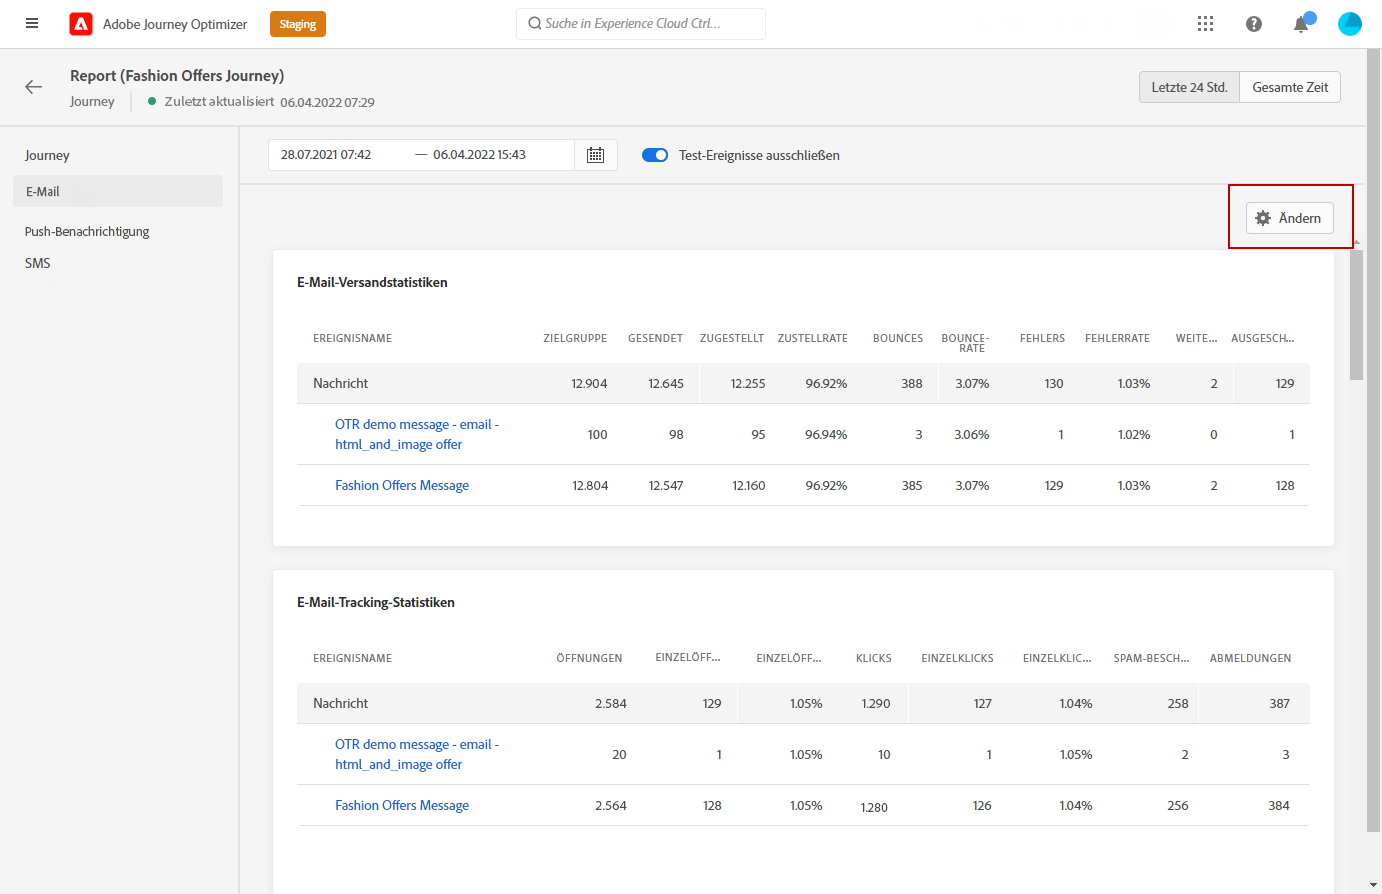 Adobe Journey Optimizer
Staging
Suche in Experience Cloud Ctrl...
Report (Fashion Offers Journey)
Journey
Zuletzt aktualisiert 06.04.2022 07:29
Letzte 24 Std.
Gesamte Zeit
Journey
E-Mail
Push-Benachrichtigung
SMS
28.07.2021 07:42 — 06.04.2022 15:43
Test-Ereignisse ausschließen
Ändern
E-Mail-Versandstatistiken
EREIGNISNAME ZIELGRUPPE GESENDET ZUGESTELLT ZUSTELLRATE BOUNCES BOUNCE-
RATE FEHLERS FEHLERRATE WEITE... AUSGESCH...
Nachricht 12.904 12.645 12.255 96.92% 388 3.07% 130 1.03% 2 129
OTR demo message - email -
html_and_image offer 100 98 95 96.94% 3 3.06% 1 1.02% 0 1
Fashion Offers Message 12.804 12.547 12.160 96.92% 385 3.07% 129 1.03% 2 128
E-Mail-Tracking-Statistiken
EREIGNISNAME ÖFFNUNGEN EINZELÖFF... EINZELÖFF... KLICKS EINZELKLICKS EINZELKLIC... SPAM-BESCH... ABMELDUNGEN
Nachricht 2.584 129 1.05% 1.290 127 1.04% 258 387
OTR demo message - email -
html_and_image offer 20 1 1.05% 10 1 1.05% 2 3
Fashion Offers Message 2.564 128 1.05% 1.280 126 1.04% 256 384